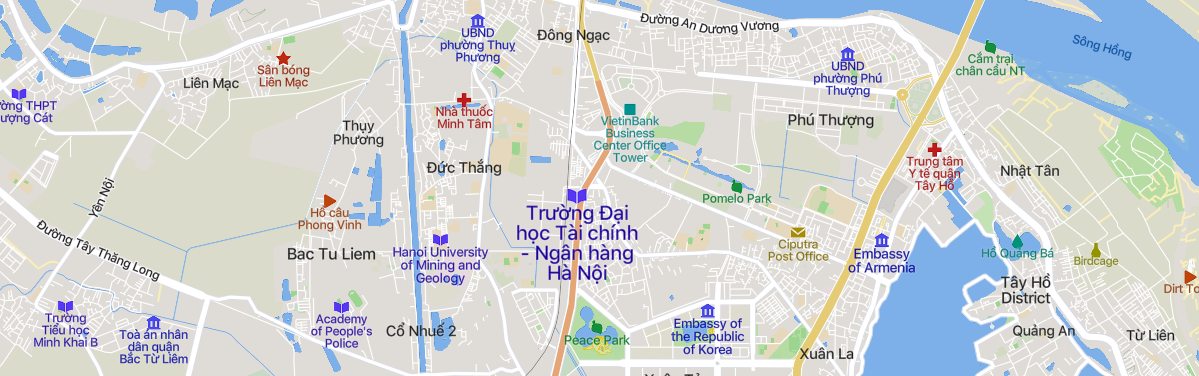 Đường An Dương Vương
Sông Hồng
Đông Ngạc
UBND
phường Thuỵ
Phương
Sân bóng
Liên Mạc
Liên Mạc
UBND
phường Phú
Thượng
Cắm trại
chân cầu NT
ượng Cát
Nhà thuốc
Minh Tâm
Thụy
Phương
VietinBank
Business
Center Office
Tower
Phú Thượng
Đức Thắng
Trung tâm
Y tế quận
Tây Hồ
Nhật Tân
Yên Nội
Pomelo Park
Hồ câu
Phong Vinh
Trường Đại
học Tài chính
- Ngân hàng
Hà Nội
Đường Tây Thăng Long
Bac Tu Liem
Hanoi University
of Mining and
Geology
Ciputra
Post Office
Embassy
of Armenia
Hồ Quảng Bá
Birdcage
Tây Hồ
District
Dirt To
Trường
Tiểu học
Minh Khai B
Toà án nhân
dân quận
Bắc Từ Liêm
Academy
of People's
Police
Cổ Nhuế 2
Peace Park
Embassy of
the Republic
of Korea
Quảng An
Từ Liên
Xuân La